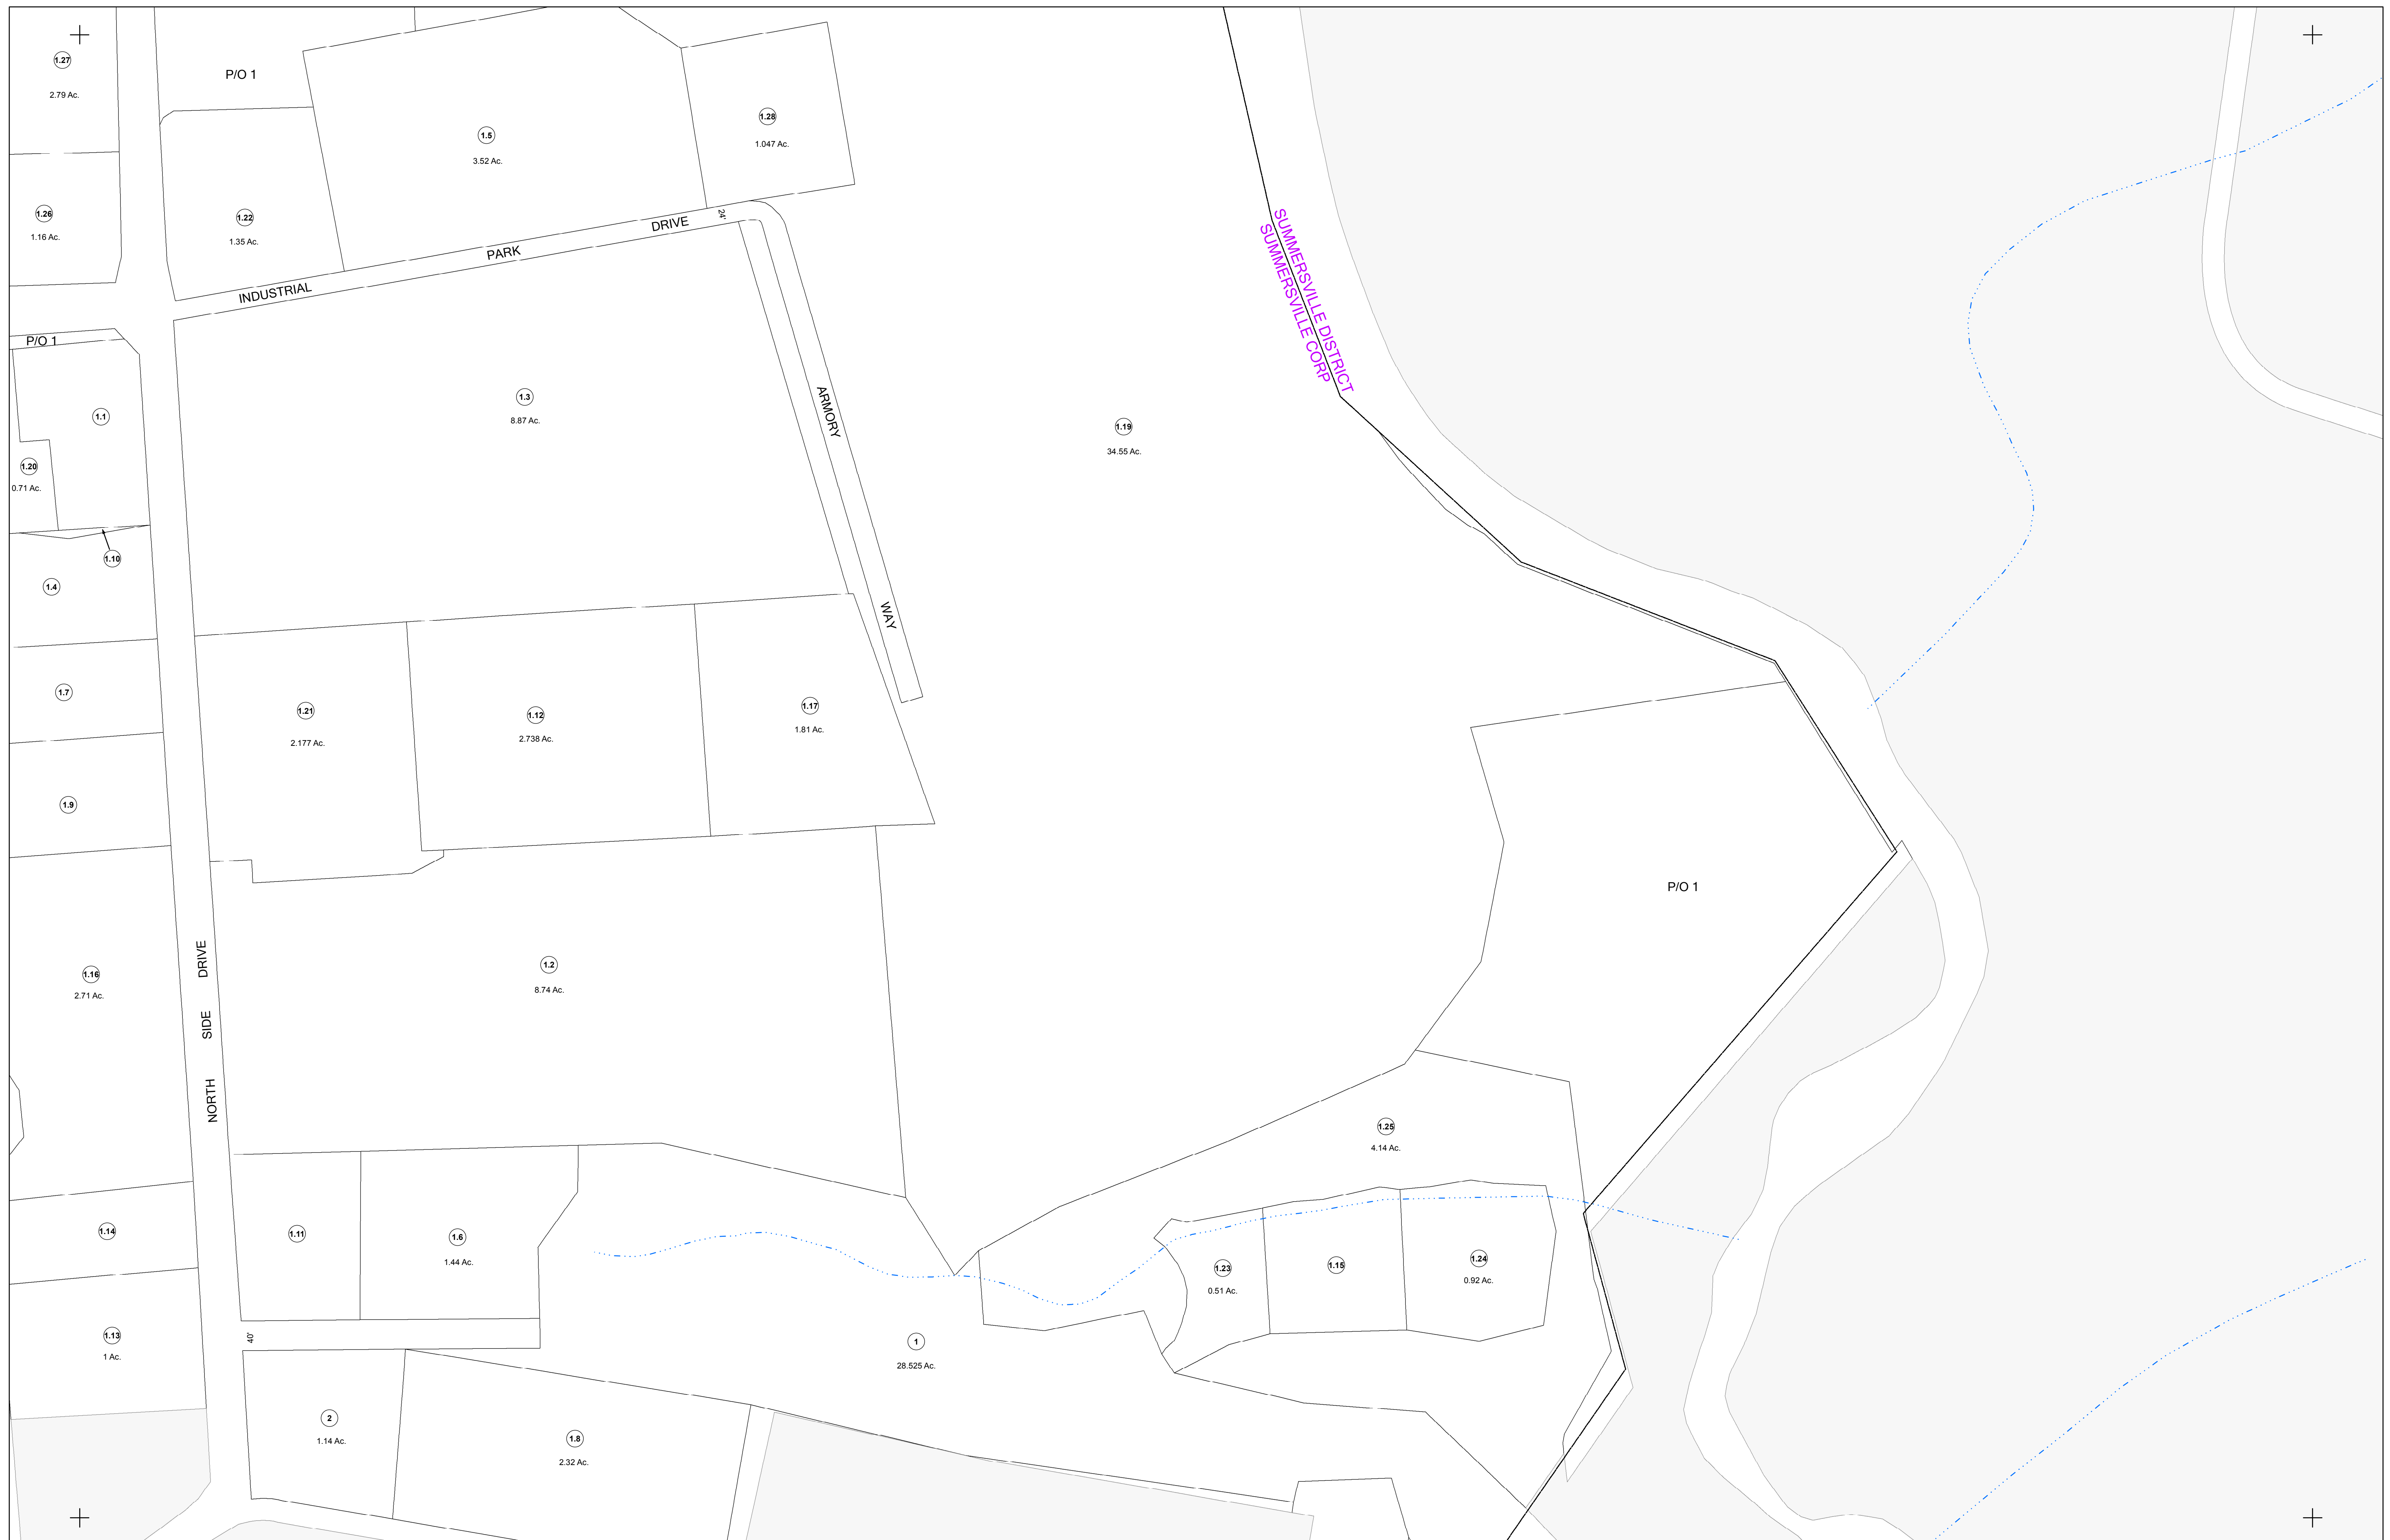 1.27
2.79 Ac.
P/O 1
1.5
3.52 Ac.
1.28
1.047 Ac.
1.26
1.16 Ac.
1.22
1.35 Ac.
INDUSTRIAL PARK DRIVE
24'
SUMMERSVILLE DISTRICT
SUMMERSVILLE CORP
P/O 1
1.1
1.20
0.71 Ac.
1.10
1.3
8.87 Ac.
ARMORY WAY
1.19
34.55 Ac.
1.4
1.7
1.21
2.177 Ac.
1.12
2.738 Ac.
1.17
1.81 Ac.
1.9
P/O 1
1.16
2.71 Ac.
NORTH SIDE DRIVE
1.2
8.74 Ac.
1.25
4.14 Ac.
1.14
1.11
1.6
1.44 Ac.
1.23
0.51 Ac.
1.15
1.24
0.92 Ac.
1.13
1 Ac.
40'
1
28.525 Ac.
2
1.14 Ac.
1.8
2.32 Ac.